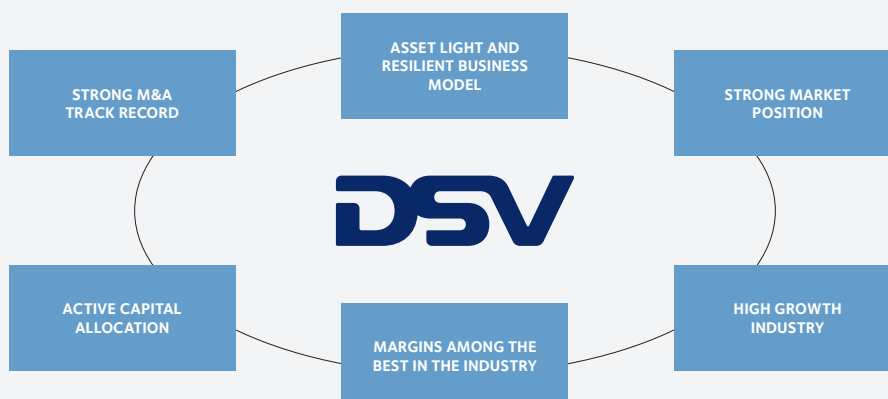 ASSET LIGHT AND
RESILIENT BUSINESS
MODEL
STRONG M&A
TRACK RECORD
STRONG MARKET
POSITION
DSV
ACTIVE CAPITAL
ALLOCATION
HIGH GROWTH
INDUSTRY
MARGINS AMONG THE
BEST IN THE INDUSTRY